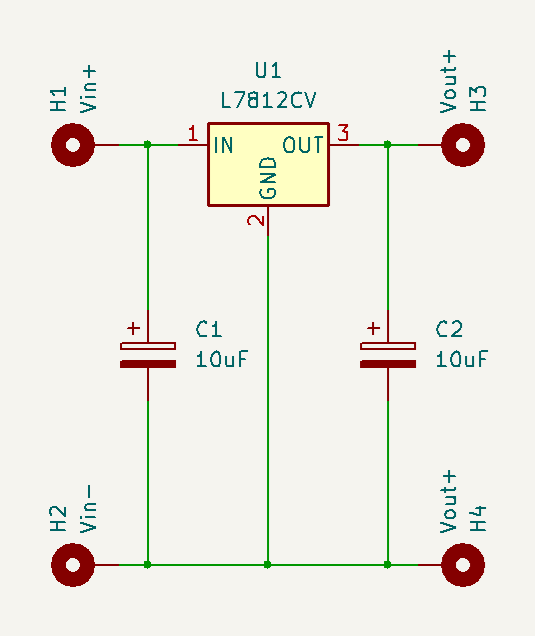 U1
L7812CV
H1
Vin+
Vout+
H3
1
IN
OUT
3
GND
2
+
C1
10uF
+
C2
10uF
H2
Vin-
Vout+
H4